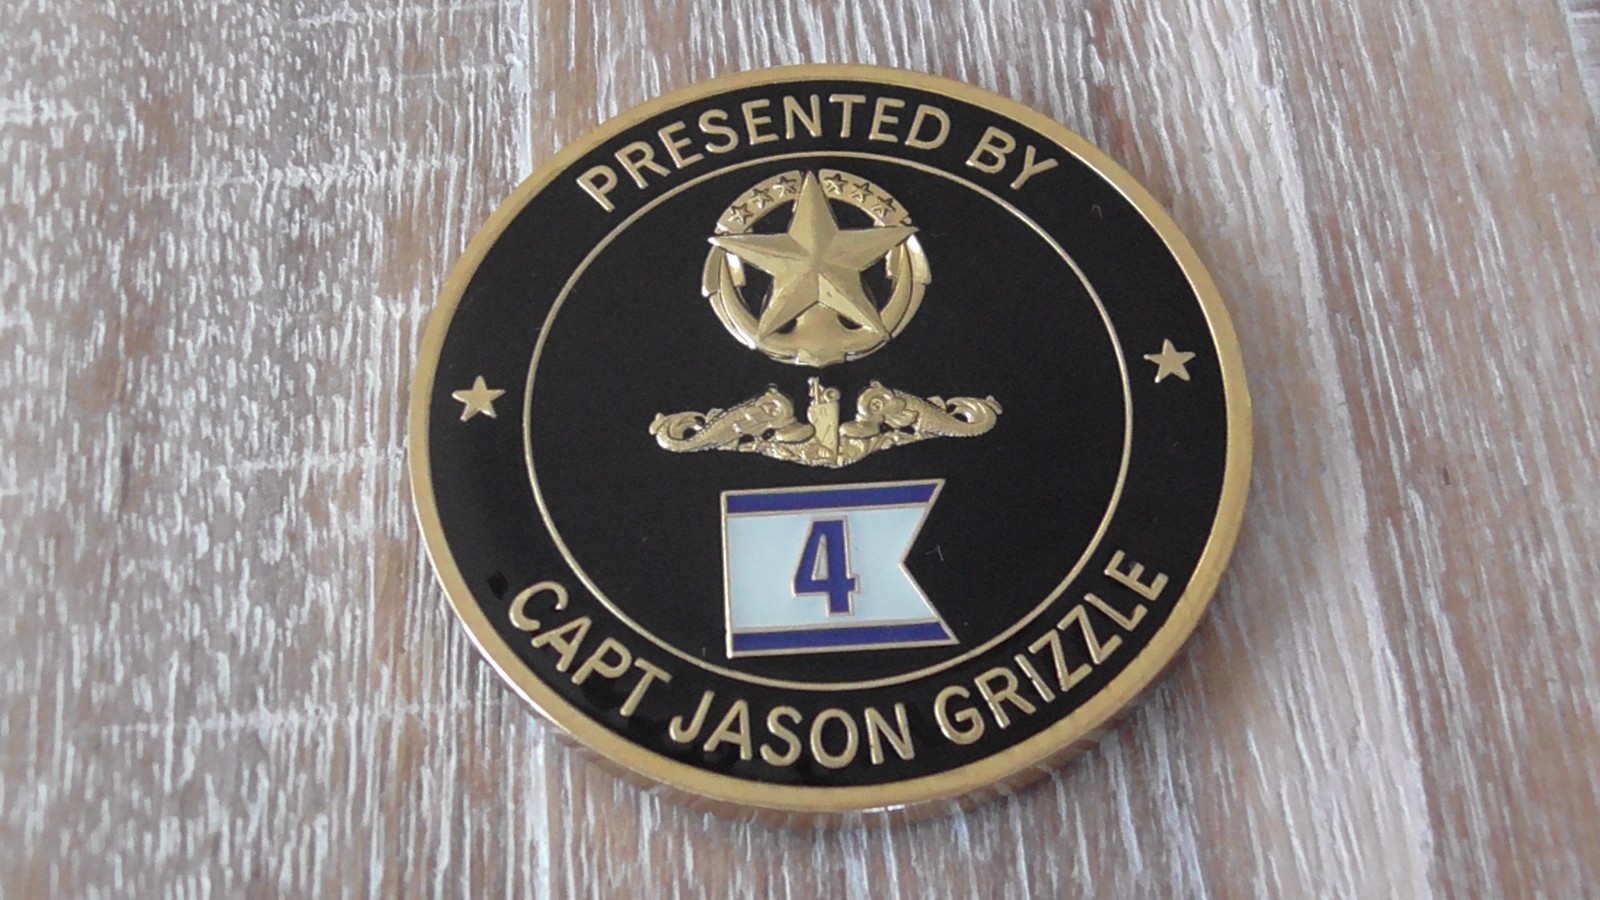 PRESENTED BY
4
CAPT JASON GRIZZLE